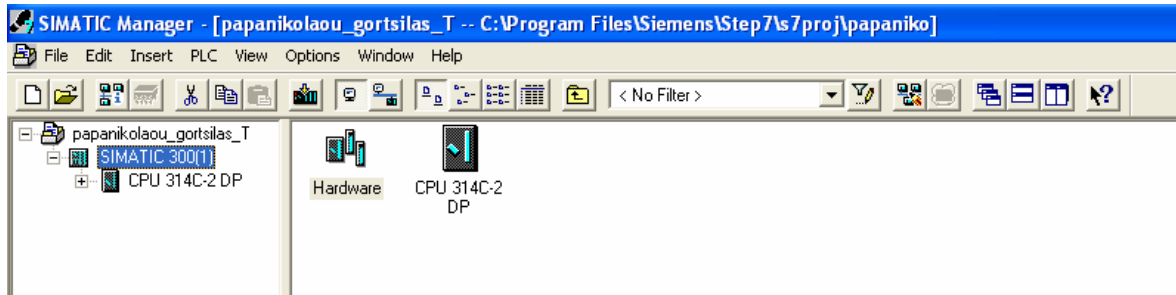 SIMATIC Manager - [papanikolaou_gortsilas_T -- C:\Program Files\Siemens\Step7\s7proj\papaniko]
File Edit Insert PLC View Options Window Help
< No Filter >
papanikolaou_gortsilas_T
SIMATIC 300(1)
CPU 314C-2 DP
Hardware
CPU 314C-2
DP